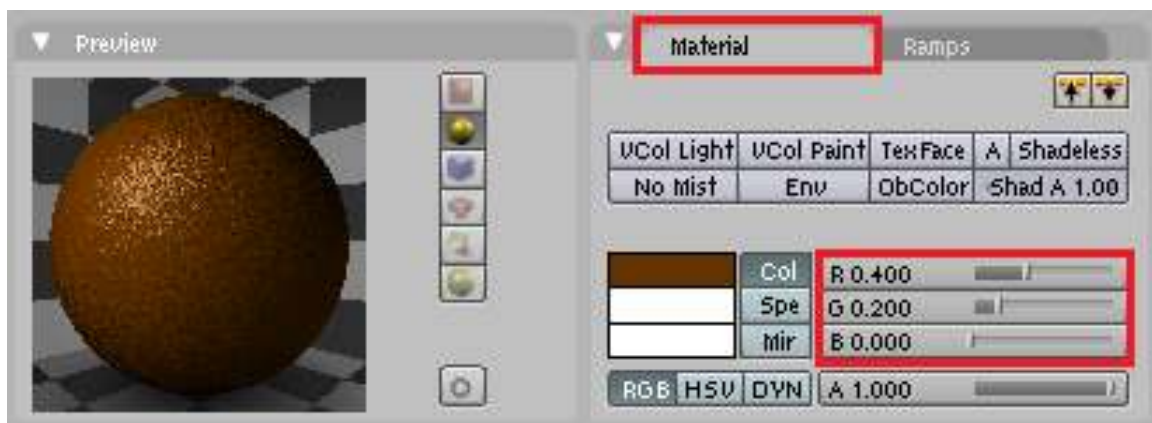 Preview
Material Ramps
VCol Light VCol Paint TexFace A Shadeless
No Mist Env ObColor Shad A 1.00
Col R 0.400
Spe G 0.200
Mir B 0.000
RGB HSV DYN A 1.000